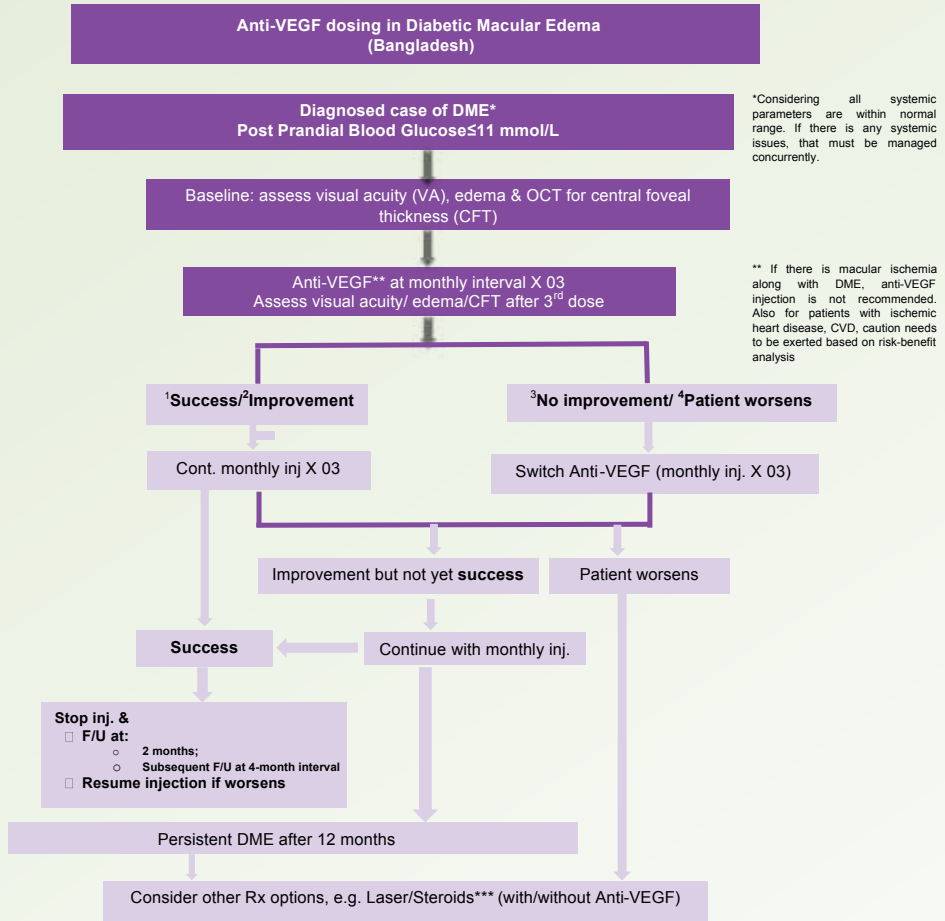 Anti-VEGF dosing in Diabetic Macular Edema
(Bangladesh)
Diagnosed case of DME*
Post Prandial Blood Glucose≤11 mmol/L
*Considering all systemic
parameters are within normal
range. If there is any systemic
issues, that must be managed
concurrently.
Baseline: assess visual acuity (VA), edema & OCT for central foveal
thickness (CFT)
Anti-VEGF** at monthly interval X 03
Assess visual acuity/ edema/CFT after 3rd dose
** If there is macular ischemia
along with DME, anti-VEGF
injection is not recommended.
Also for patients with ischemic
heart disease, CVD, caution needs
to be exerted based on risk-benefit
analysis
1Success/2Improvement
3No improvement/ 4Patient worsens
Cont. monthly inj X 03
Switch Anti-VEGF (monthly inj. X 03)
Improvement but not yet success
Patient worsens
Success
Continue with monthly inj.
Stop inj. &
F/U at:
○ 2 months;
○ Subsequent F/U at 4-month interval
Resume injection if worsens
Persistent DME after 12 months
Consider other Rx options, e.g. Laser/Steroids*** (with/without Anti-VEGF)